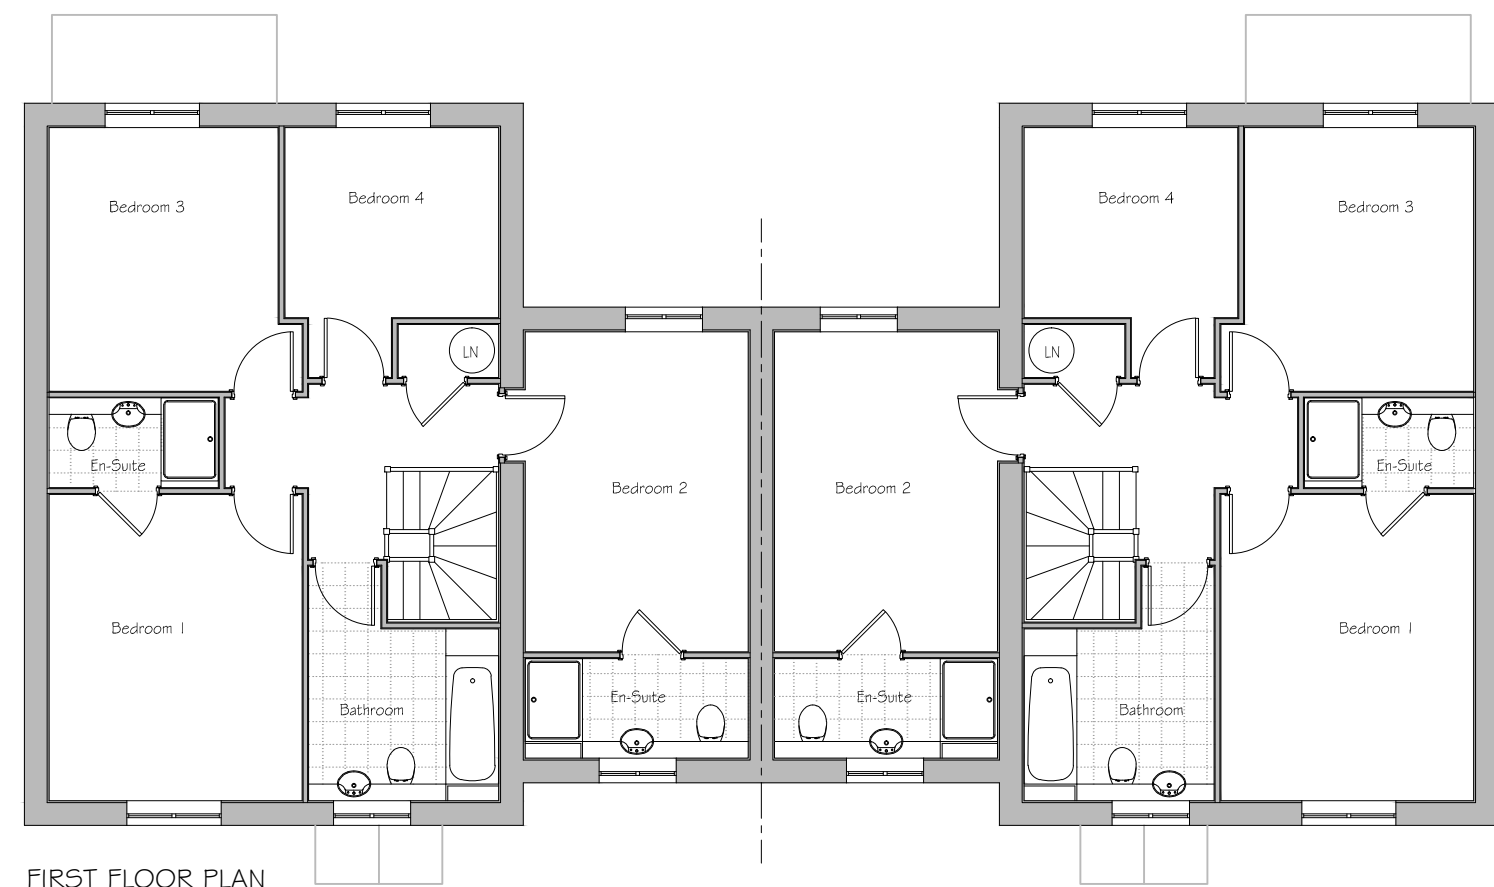 Bedroom 3
Bedroom 4
Bedroom 4
Bedroom 3
LN
LN
En-Suite
En-Suite
Bedroom 2
Bedroom 2
Bedroom 1
Bedroom 1
En-Suite
En-Suite
Bathroom
Bathroom
FIRST FLOOR PLAN